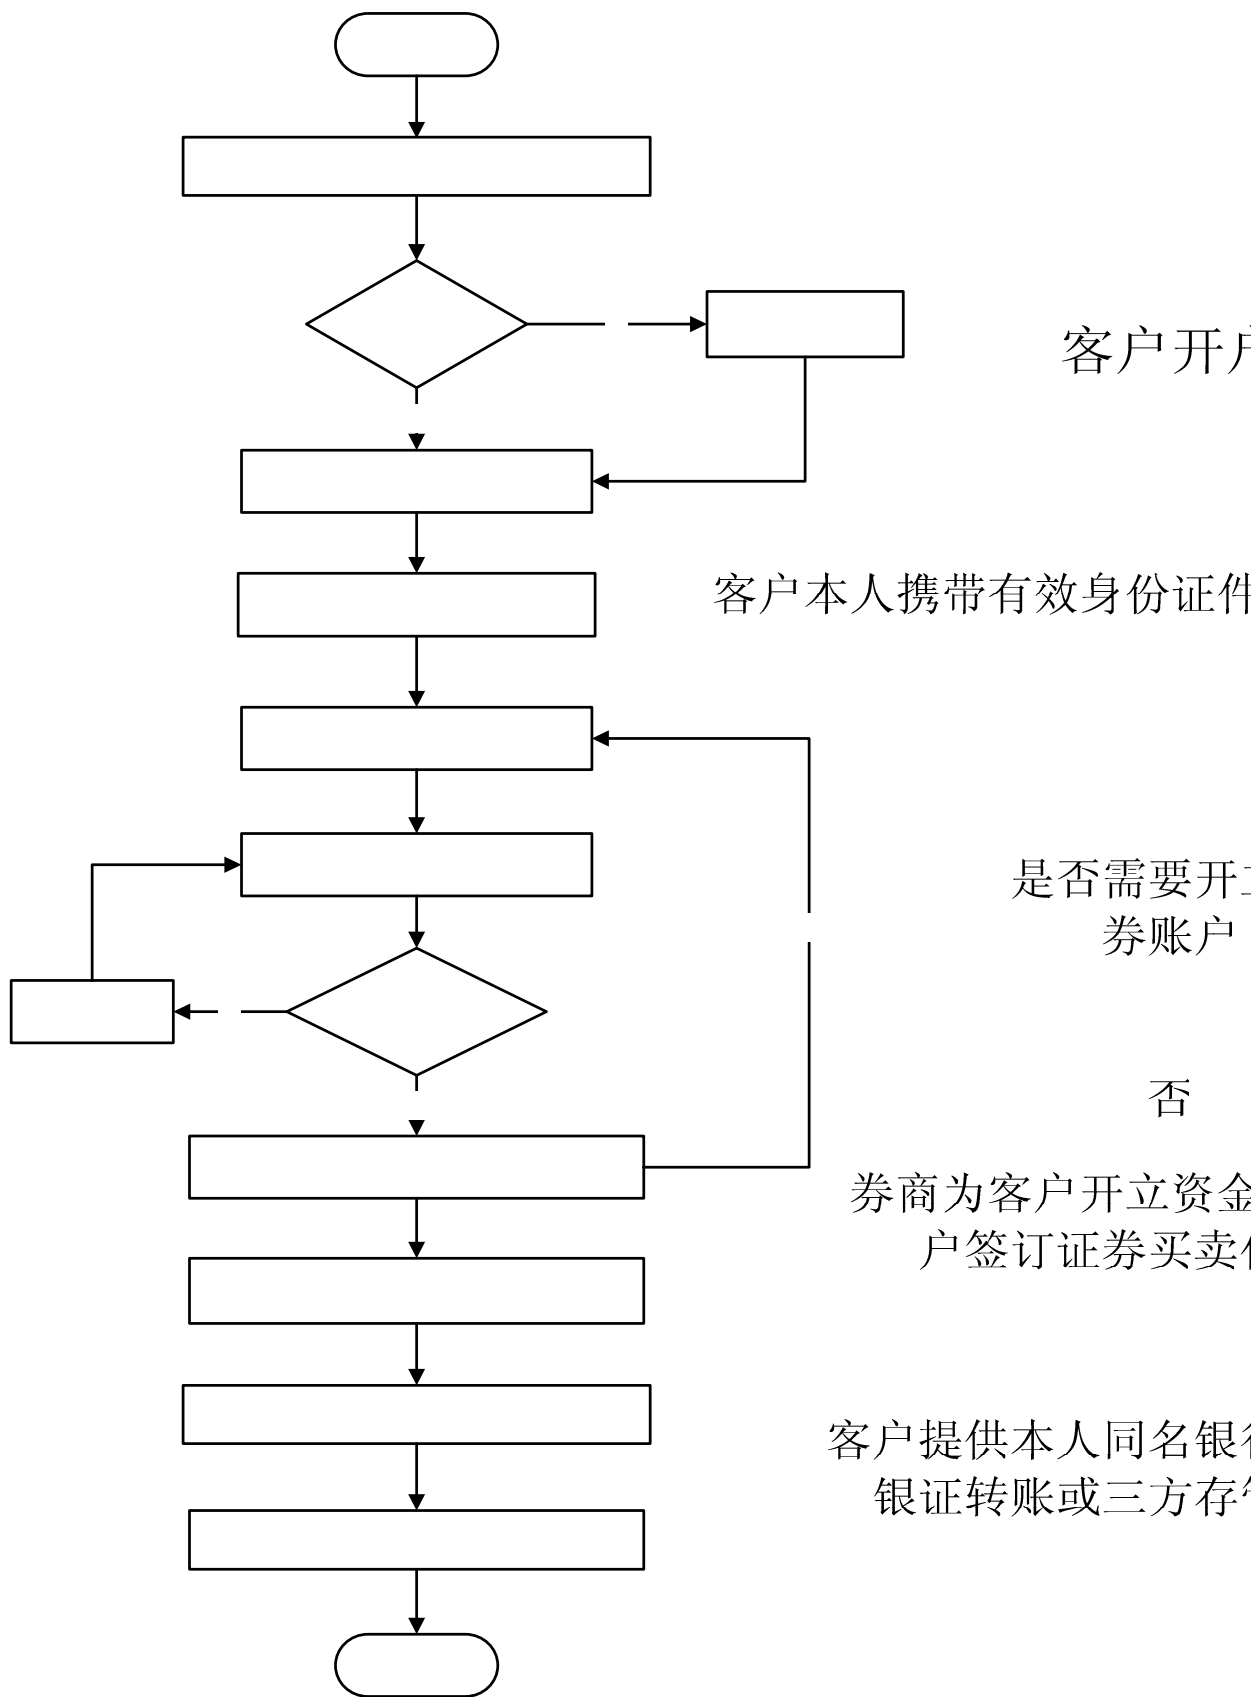 客户开户
客户本人携带有效身份证件
是否需要开立
券账户
否
券商为客户开立资金
户签订证券买卖
客户提供本人同名银行
银证转账或三方存管